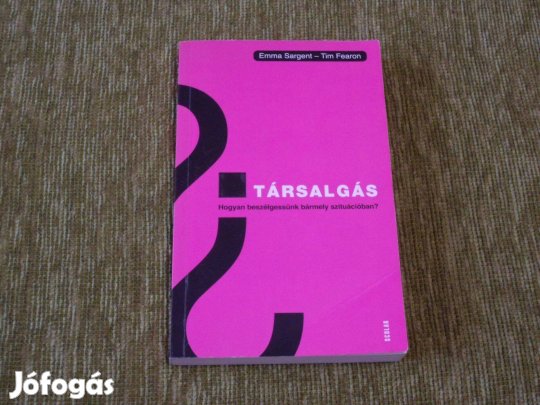 Emma Sargent – Tim Fearon
TÁRSALGÁS
Hogyan beszélgessünk bármely szituációban?
SCOLAR
Jófogás